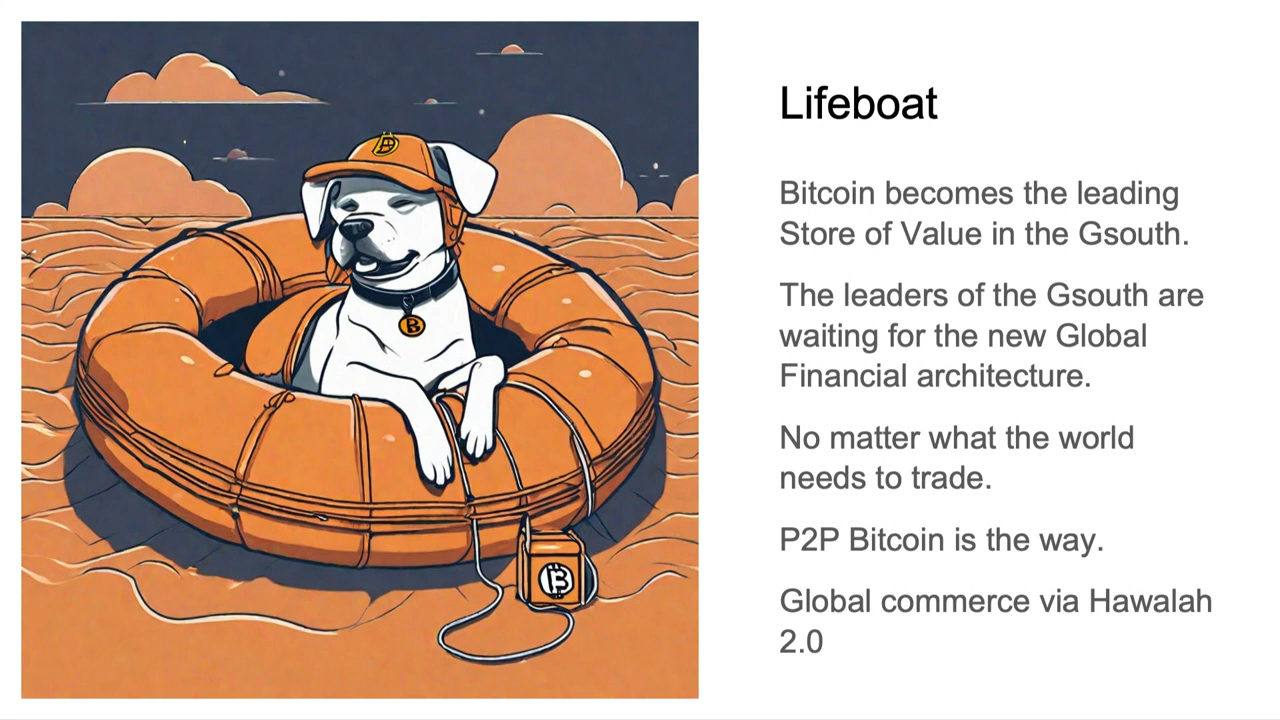 Lifeboat
Bitcoin becomes the leading
Store of Value in the Gsouth.
The leaders of the Gsouth are
waiting for the new Global
Financial architecture.
No matter what the world
needs to trade.
P2P Bitcoin is the way.
Global commerce via Hawalah
2.0